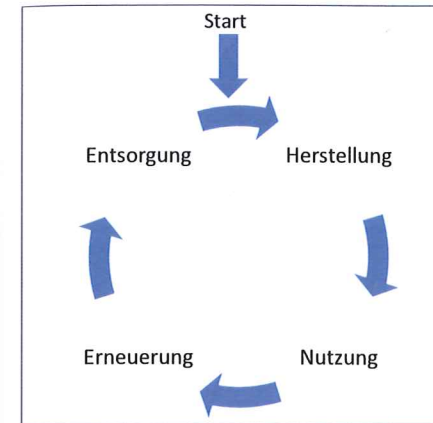 Start
Entsorgung
Herstellung
Erneuerung
Nutzung